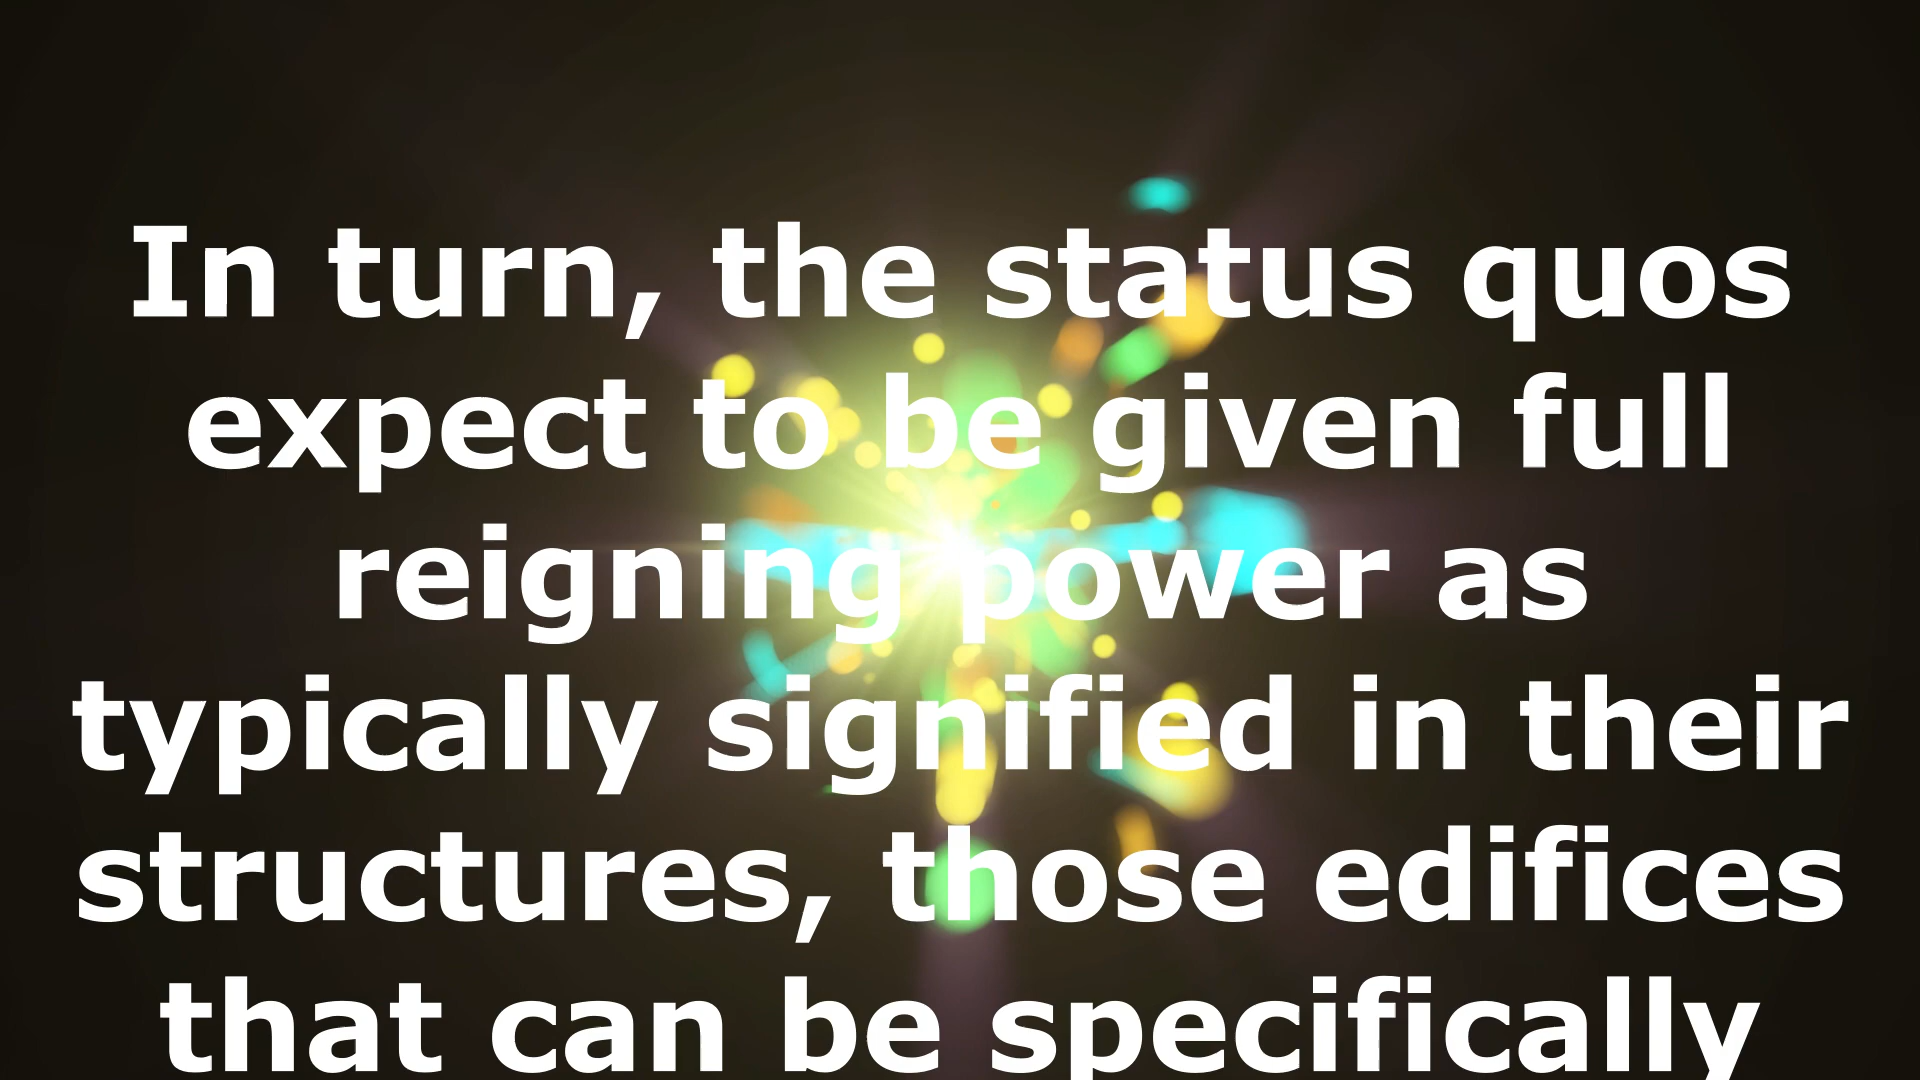 In turn, the status quos
expect to be given full
reigning power as
typically signified in their
structures, those edifices
that can be specifically